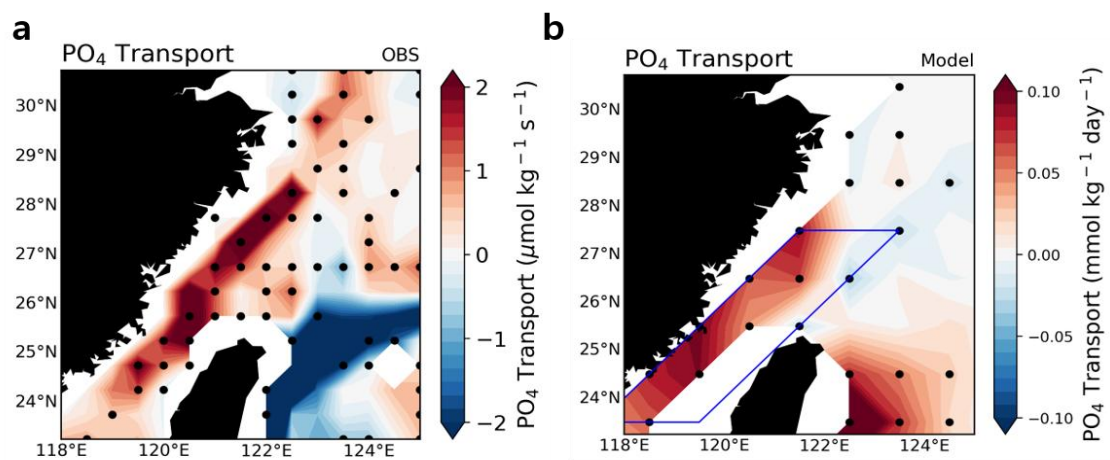 a
PO₄ Transport
OBS
30°N
29°N
28°N
27°N
26°N
25°N
24°N
118°E
120°E
122°E
124°E
2
1
0
−1
−2
PO₄ Transport (μmol kg⁻¹ s⁻¹)
b
PO₄ Transport
Model
30°N
29°N
28°N
27°N
26°N
25°N
24°N
118°E
120°E
122°E
124°E
0.10
0.05
0.00
−0.05
−0.10
PO₄ Transport (mmol kg⁻¹ day⁻¹)